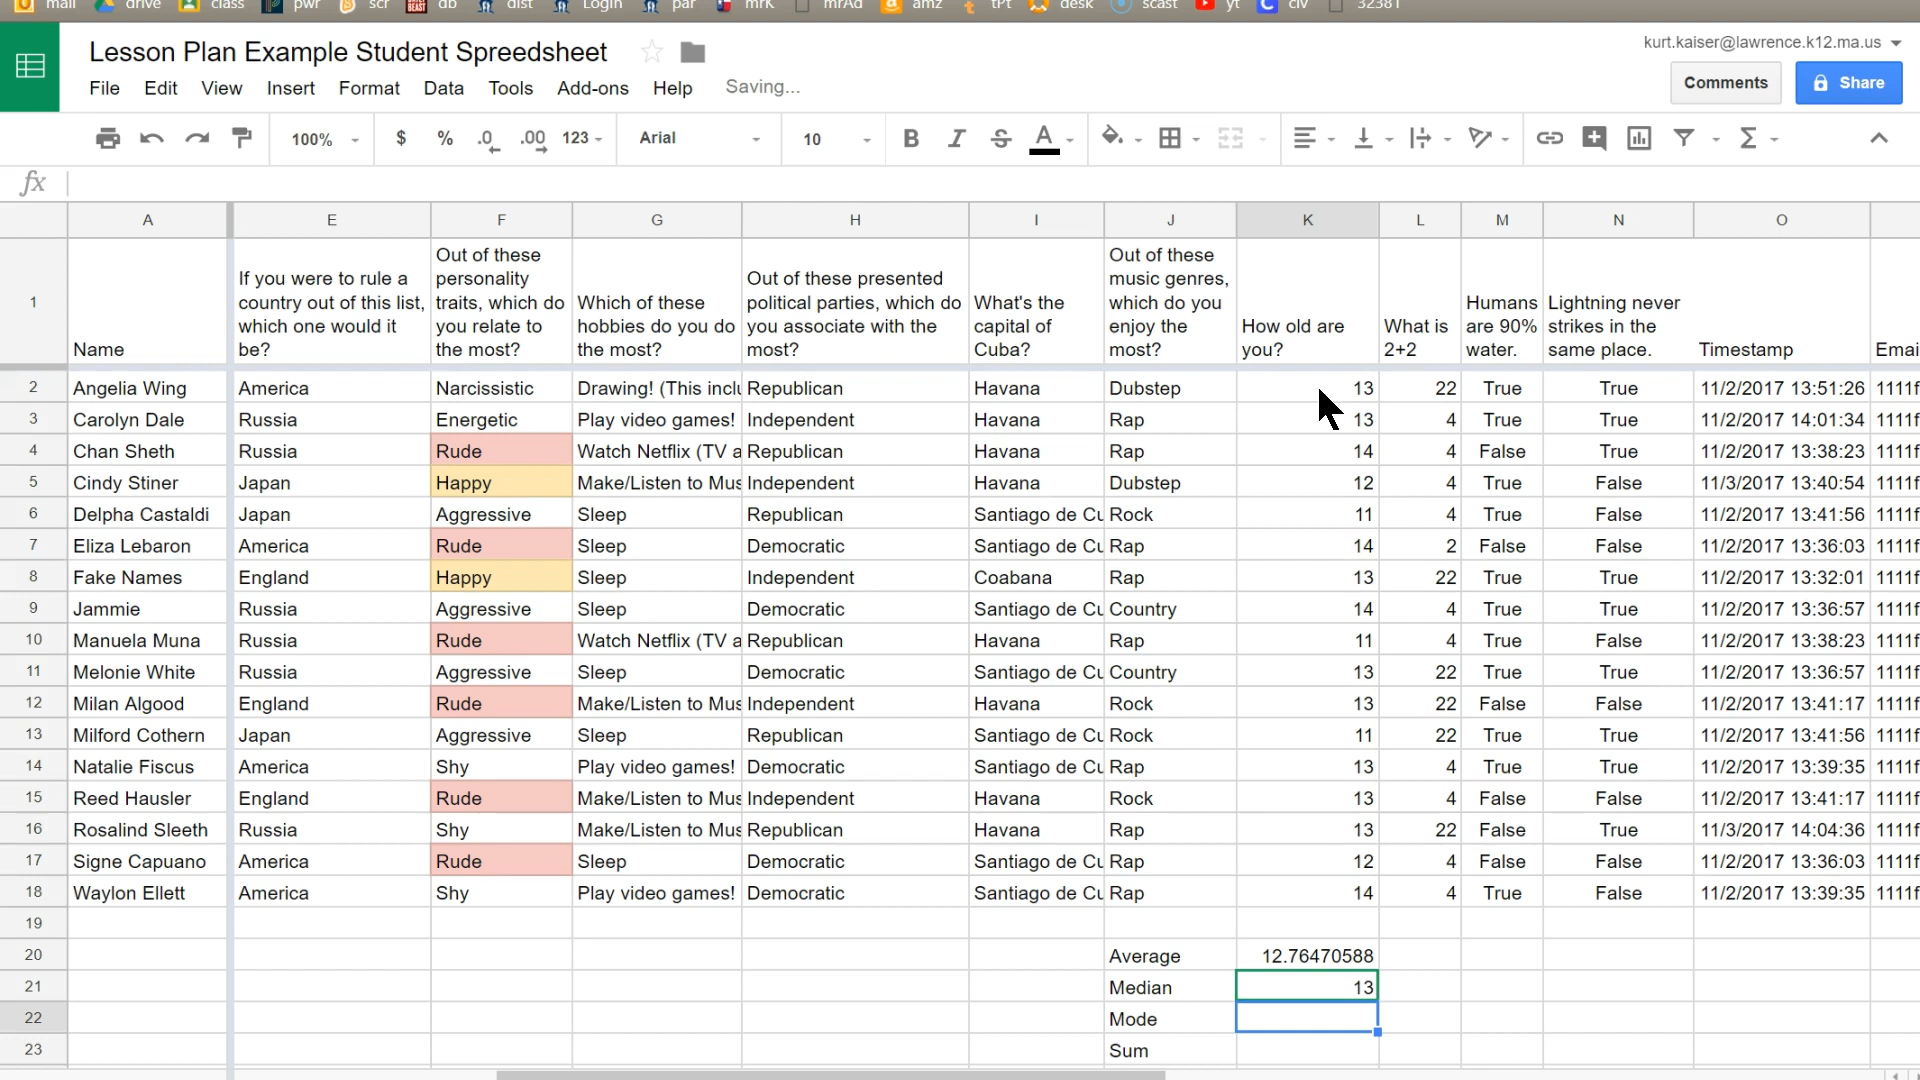 mail drive class pwr scr db dist Login par mrK mrAd amz tPt desk scast yt clv 32381
Lesson Plan Example Student Spreedsheet
kurt.kaiser@lawrence.k12.ma.us
File Edit View Insert Format Data Tools Add-ons Help Saving...
Comments Share
100% $ % .0 .00 123 Arial 10 B I S A Σ
fx
A E F G H I J K L M N O
1 Name
If you were to rule a
country out of this list,
which one would it
be?
Out of these
personality
traits, which do
you relate to
the most?
Which of these
hobbies do you do
the most?
Out of these presented
political parties, which do
you associate with the
most?
What's the
capital of
Cuba?
Out of these
music genres,
which do you
enjoy the
most?
How old are
you?
What is
2+2
Humans
are 90%
water.
Lightning never
strikes in the
same place.
Timestamp
Emai
2 Angelia Wing America Narcissistic Drawing! (This inclu Republican Havana Dubstep 13 22 True True 11/2/2017 13:51:26 1111f
3 Carolyn Dale Russia Energetic Play video games! Independent Havana Rap 13 4 True True 11/2/2017 14:01:34 1111f
4 Chan Sheth Russia Rude Watch Netflix (TV a Republican Havana Rap 14 4 False True 11/2/2017 13:38:23 1111f
5 Cindy Stiner Japan Happy Make/Listen to Mus Independent Havana Dubstep 12 4 True False 11/3/2017 13:40:54 1111f
6 Delpha Castaldi Japan Aggressive Sleep Republican Santiago de Cu Rock 11 4 True False 11/2/2017 13:41:56 1111f
7 Eliza Lebaron America Rude Sleep Democratic Santiago de Cu Rap 14 2 False False 11/2/2017 13:36:03 1111f
8 Fake Names England Happy Sleep Independent Coabana Rap 13 22 True True 11/2/2017 13:32:01 1111f
9 Jammie Russia Aggressive Sleep Democratic Santiago de Cu Country 14 4 True True 11/2/2017 13:36:57 1111f
10 Manuela Muna Russia Rude Watch Netflix (TV a Republican Havana Rap 11 4 True False 11/2/2017 13:38:23 1111f
11 Melonie White Russia Aggressive Sleep Democratic Santiago de Cu Country 13 22 True True 11/2/2017 13:36:57 1111f
12 Milan Algood England Rude Make/Listen to Mus Independent Havana Rock 13 22 False False 11/2/2017 13:41:17 1111f
13 Milford Cothern Japan Aggressive Sleep Republican Santiago de Cu Rock 11 22 True True 11/2/2017 13:41:56 1111f
14 Natalie Fiscus America Shy Play video games! Democratic Santiago de Cu Rap 13 4 True True 11/2/2017 13:39:35 1111f
15 Reed Hausler England Rude Make/Listen to Mus Independent Havana Rock 13 4 False False 11/2/2017 13:41:17 1111f
16 Rosalind Sleeth Russia Shy Make/Listen to Mus Republican Havana Rap 13 22 False True 11/3/2017 14:04:36 1111f
17 Signe Capuano America Rude Sleep Democratic Santiago de Cu Rap 12 4 False False 11/2/2017 13:36:03 1111f
18 Waylon Ellett America Shy Play video games! Democratic Santiago de Cu Rap 14 4 True False 11/2/2017 13:39:35 1111f
19
20 Average 12.76470588
21 Median 13
22 Mode
23 Sum